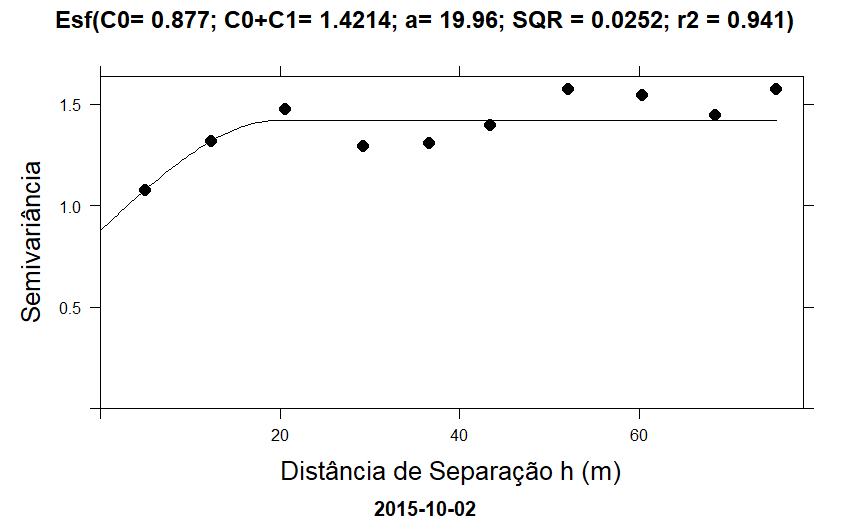 Esf(C0= 0.877; C0+C1= 1.4214; a= 19.96; SQR = 0.0252; r2 = 0.941)
Semivariância
1.5
1.0
0.5
20 40 60
Distância de Separação h (m)
2015-10-02